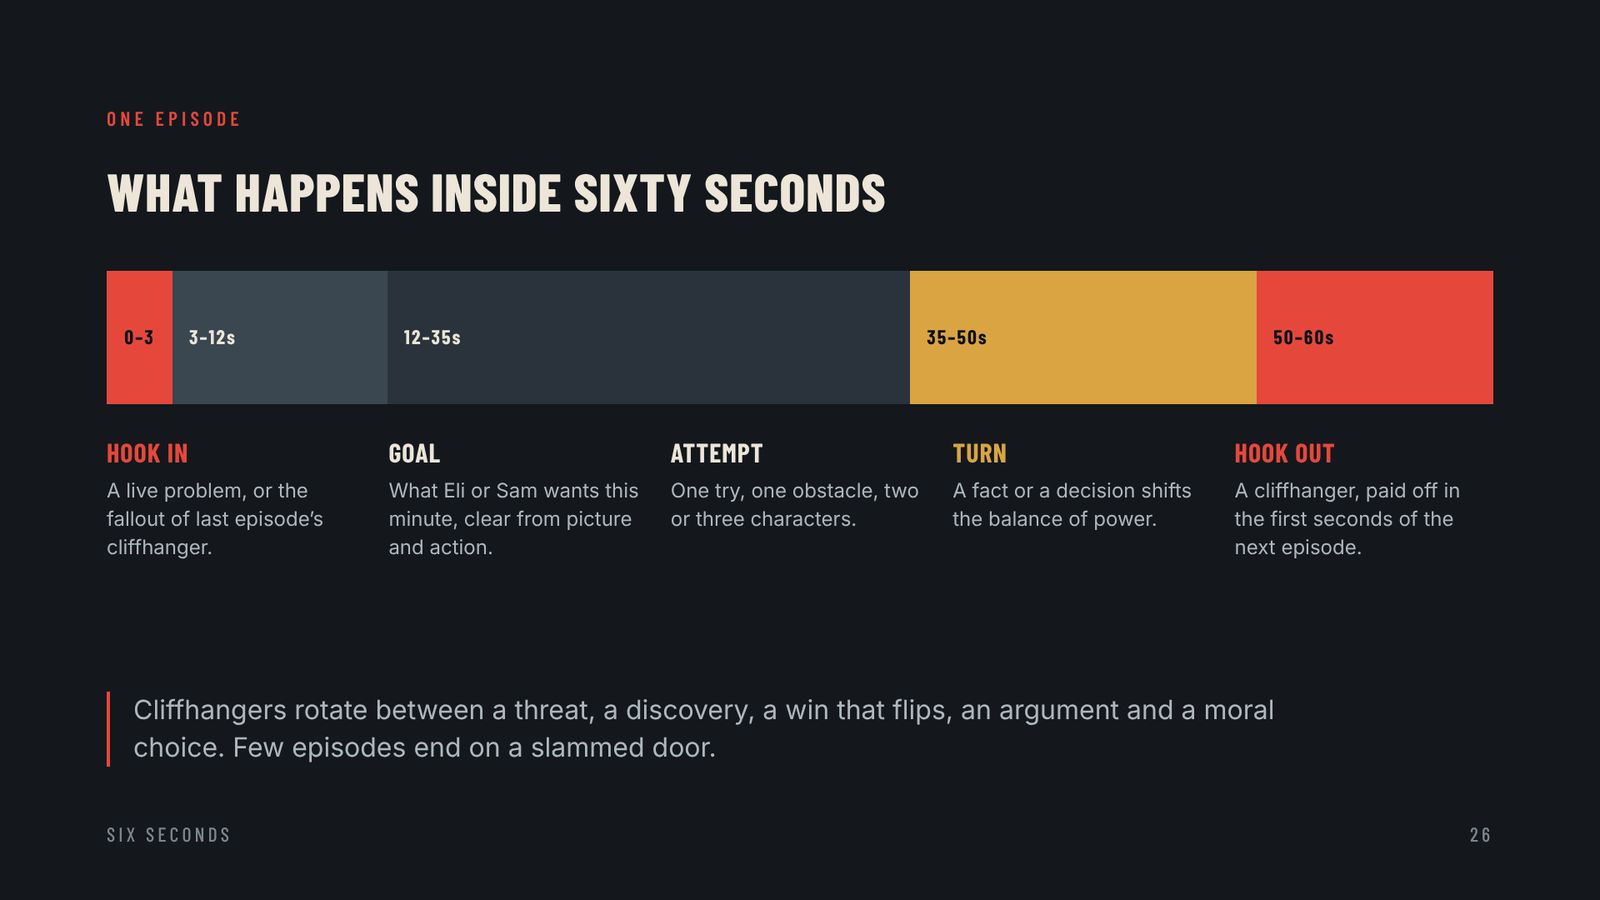 ONE EPISODE
WHAT HAPPENS INSIDE SIXTY SECONDS
0–3
3–12s
12–35s
35–50s
50–60s
HOOK IN
A live problem, or the
fallout of last episode’s
cliffhanger.
GOAL
What Eli or Sam wants this
minute, clear from picture
and action.
ATTEMPT
One try, one obstacle, two
or three characters.
TURN
A fact or a decision shifts
the balance of power.
HOOK OUT
A cliffhanger, paid off in
the first seconds of the
next episode.
Cliffhangers rotate between a threat, a discovery, a win that flips, an argument and a moral
choice. Few episodes end on a slammed door.
SIX SECONDS
26